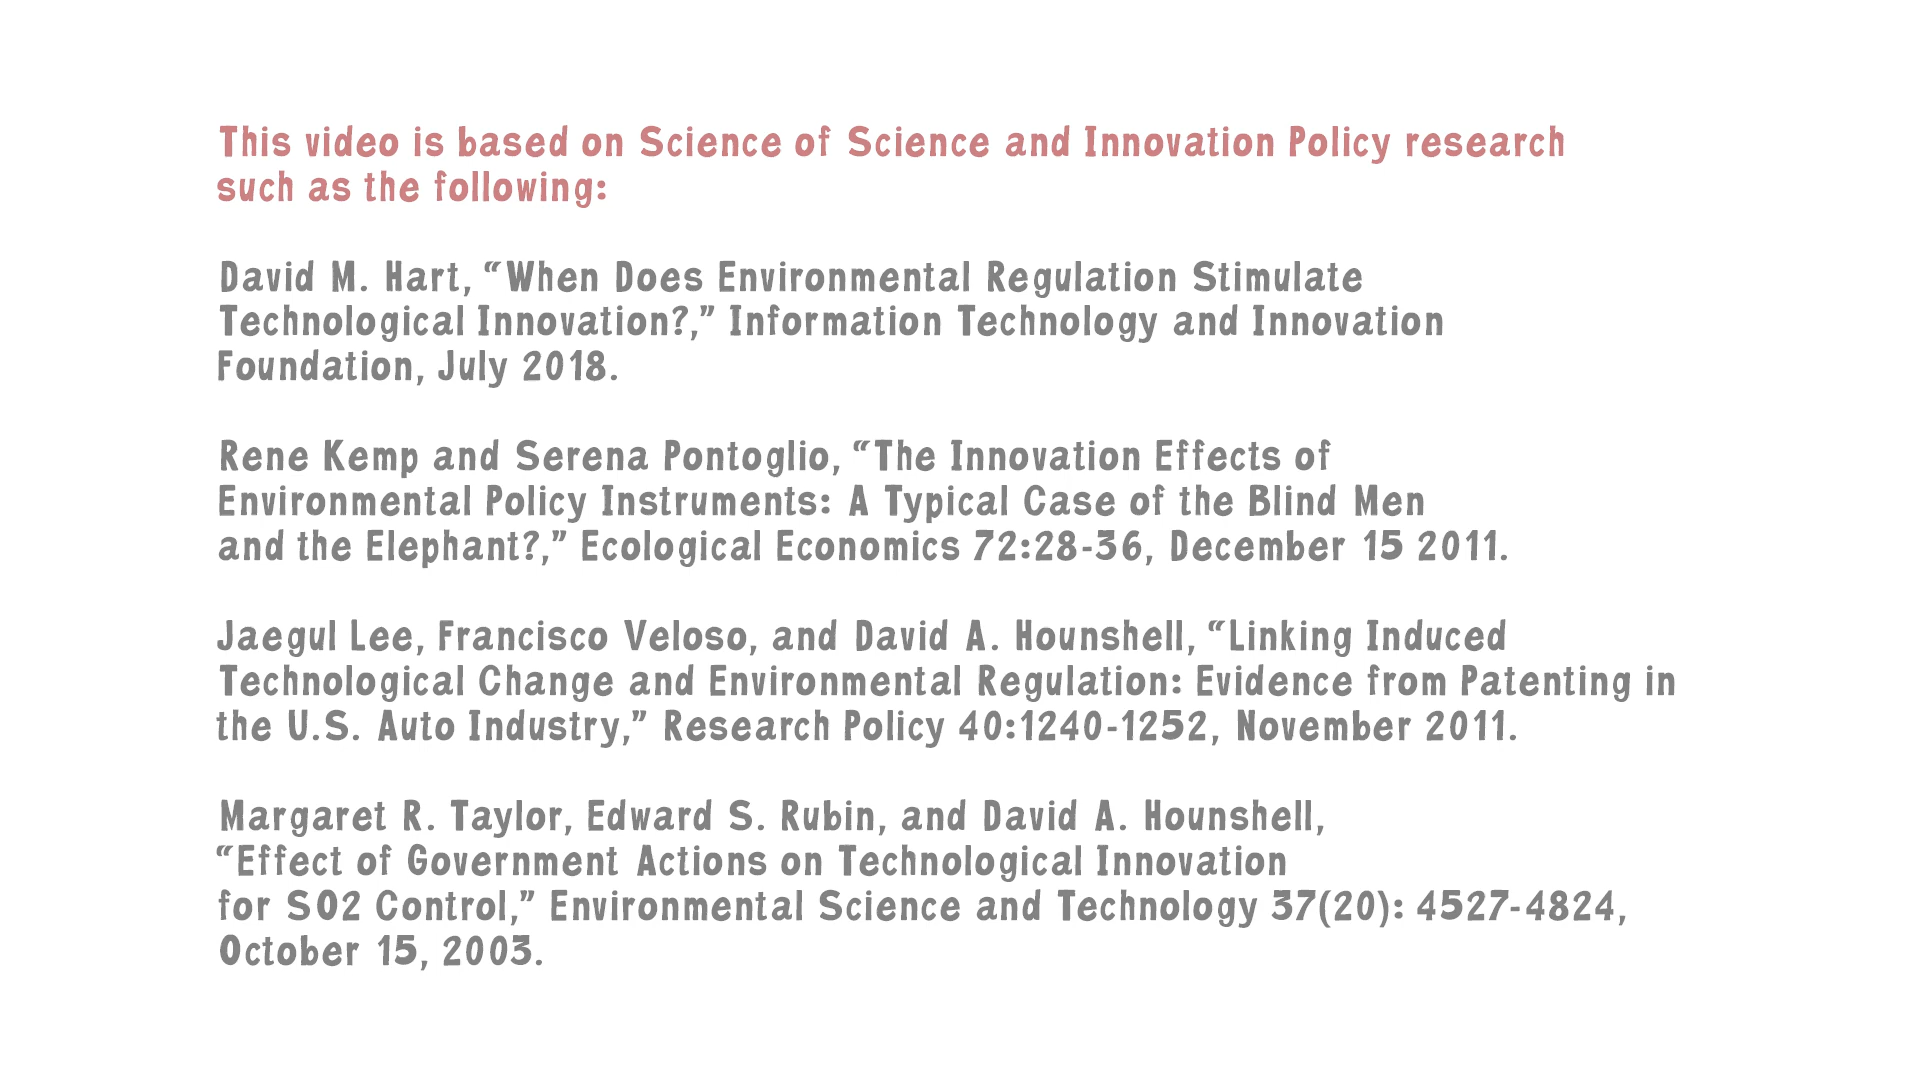 This video is based on Science of Science and Innovation Policy research
such as the following:
David M. Hart, “When Does Environmental Regulation Stimulate
Technological Innovation?,” Information Technology and Innovation
Foundation, July 2018.
Rene Kemp and Serena Pontoglio, “The Innovation Effects of
Environmental Policy Instruments: A Typical Case of the Blind Men
and the Elephant?,” Ecological Economics 72:28-36, December 15 2011.
Jaegul Lee, Francisco Veloso, and David A. Hounshell, “Linking Induced
Technological Change and Environmental Regulation: Evidence from Patenting in
the U.S. Auto Industry,” Research Policy 40:1240-1252, November 2011.
Margaret R. Taylor, Edward S. Rubin, and David A. Hounshell,
“Effect of Government Actions on Technological Innovation
for SO2 Control,” Environmental Science and Technology 37(20): 4527-4824,
October 15, 2003.